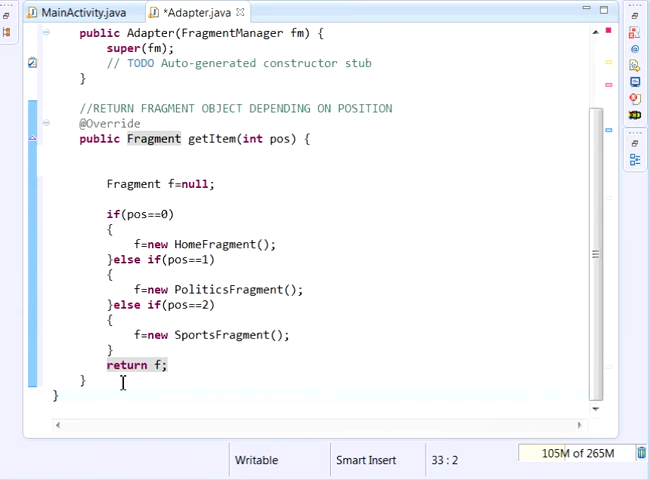 MainActivity.java
*Adapter.java
public Adapter(FragmentManager fm) {
super(fm);
// TODO Auto-generated constructor stub
}
//RETURN FRAGMENT OBJECT DEPENDING ON POSITION
@Override
public Fragment getItem(int pos) {
Fragment f=null;
if(pos==0)
{
f=new HomeFragment();
}else if(pos==1)
{
f=new PoliticsFragment();
}else if(pos==2)
{
f=new SportsFragment();
}
return f;
}
}
Writable
Smart Insert
33 : 2
105M of 265M